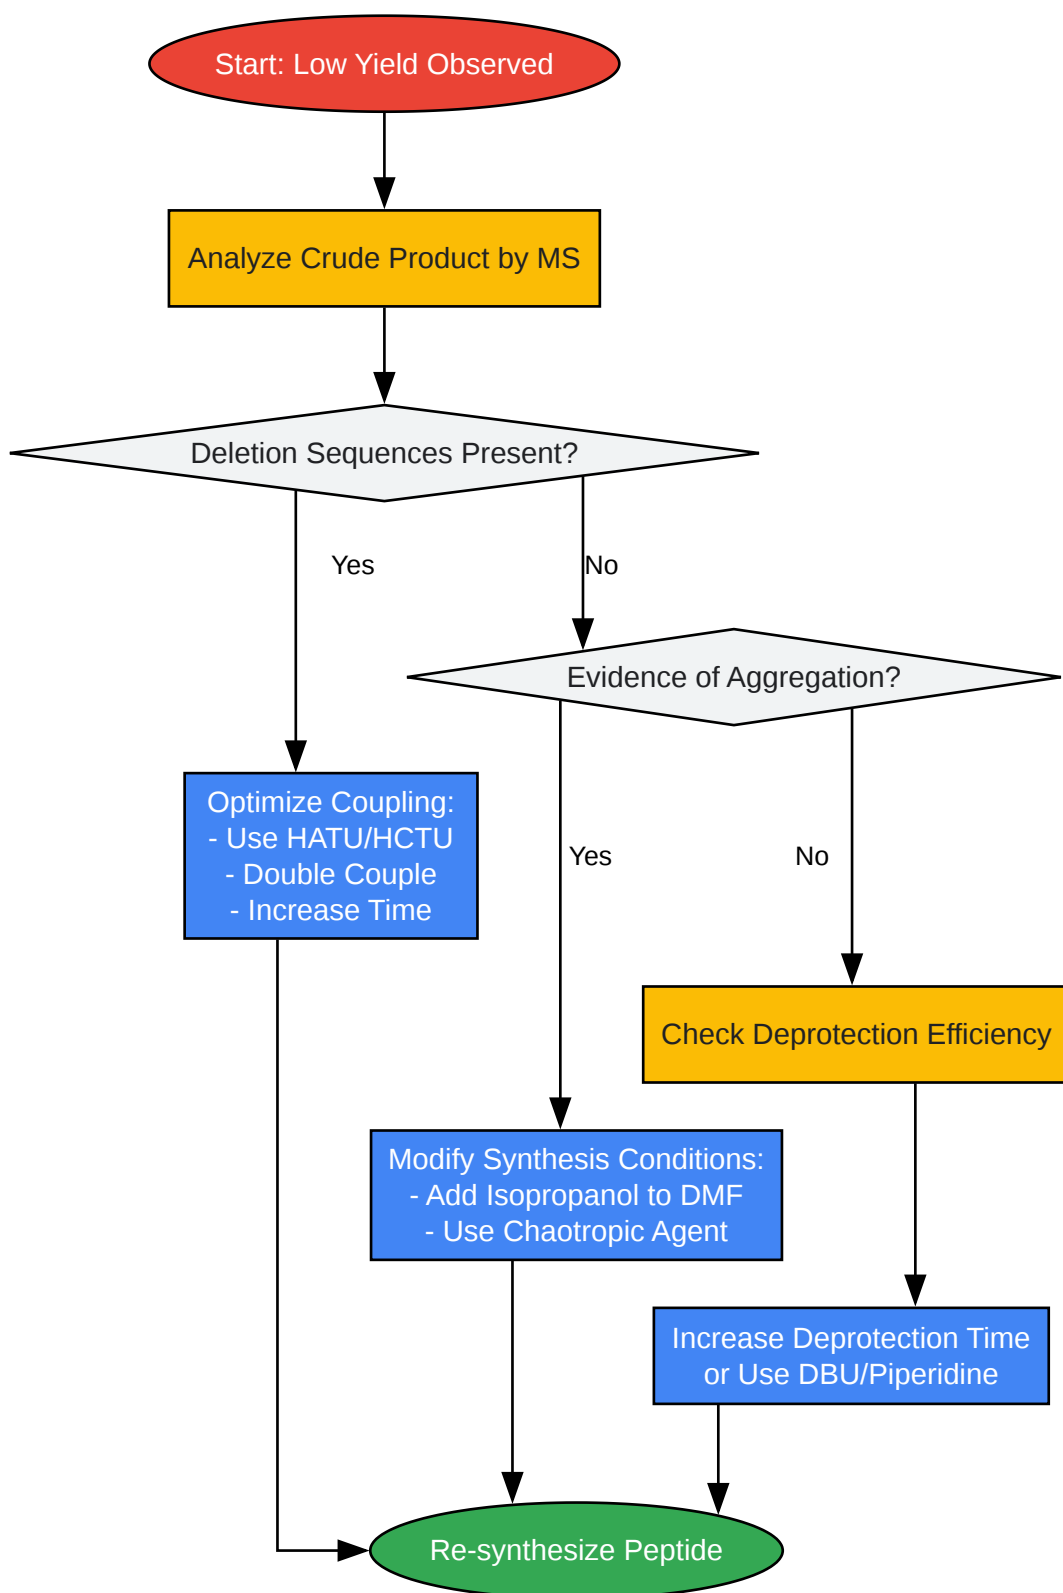 Start: Low Yield Observed
Analyze Crude Product by MS
Deletion Sequences Present?
Yes
No
Evidence of Aggregation?
Optimize Coupling:
- Use HATU/HCTU
- Double Couple
- Increase Time
Yes
No
Check Deprotection Efficiency
Modify Synthesis Conditions:
- Add Isopropanol to DMF
- Use Chaotropic Agent
Increase Deprotection Time
or Use DBU/Piperidine
Re-synthesize Peptide